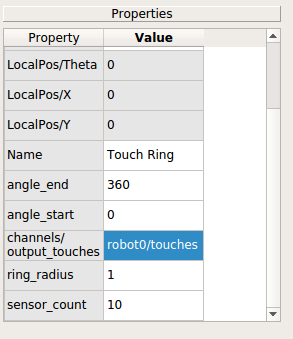 Properties
Property Value
LocalPos/Theta 0
LocalPos/X 0
LocalPos/Y 0
Name Touch Ring
angle_end 360
angle_start 0
channels/
output_touches robot0/touches
ring_radius 1
sensor_count 10